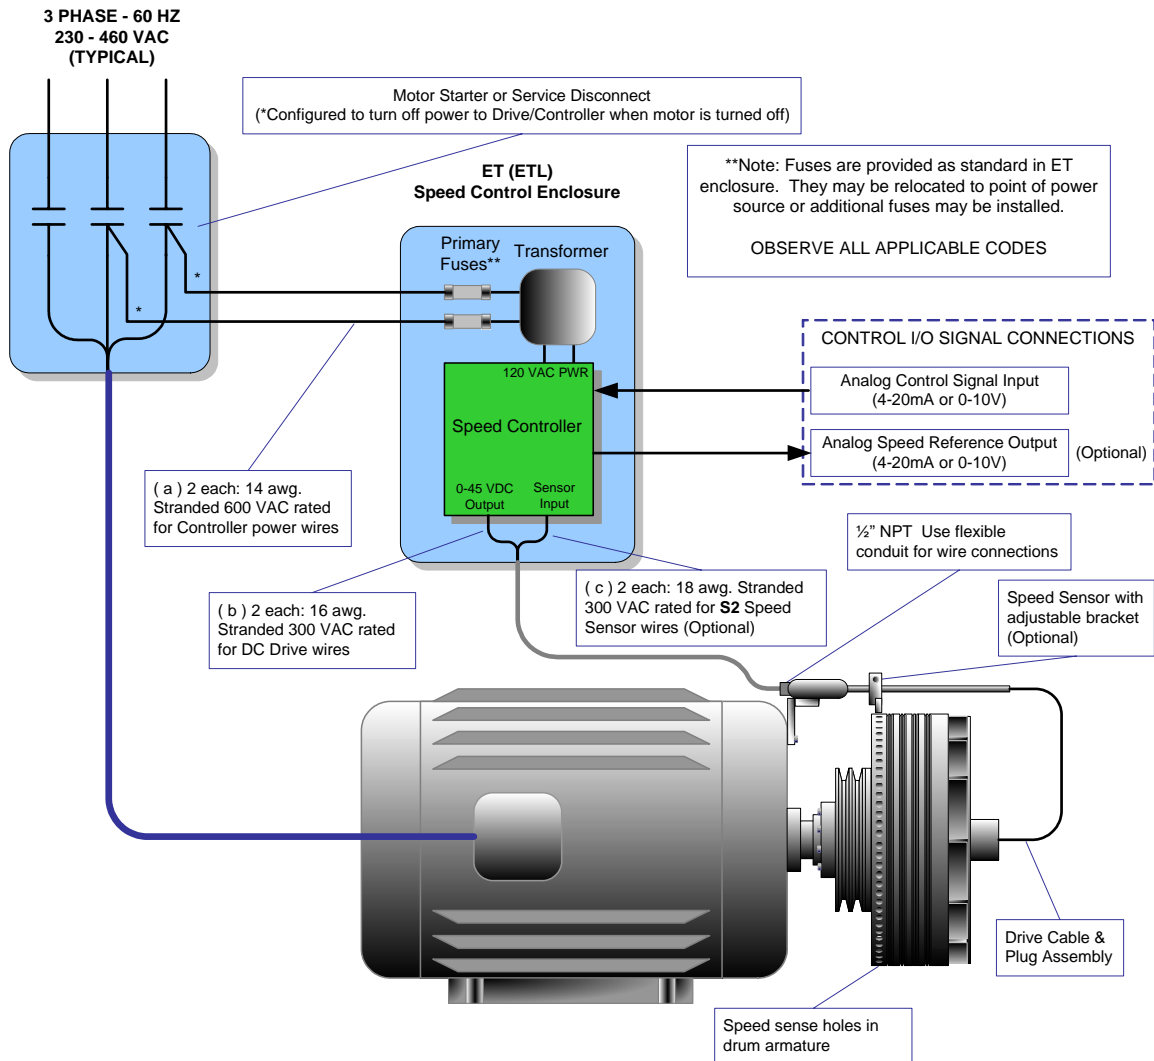 3 PHASE - 60 HZ
230 - 460 VAC
(TYPICAL)
Motor Starter or Service Disconnect
(*Configured to turn off power to Drive/Controller when motor is turned off)
**Note: Fuses are provided as standard in ET
enclosure. They may be relocated to point of power
source or additional fuses may be installed.
OBSERVE ALL APPLICABLE CODES
ET (ETL)
Speed Control Enclosure
Primary
Fuses**
Transformer
*
*
120 VAC PWR
Speed Controller
0-45 VDC
Output
Sensor
Input
CONTROL I/O SIGNAL CONNECTIONS
Analog Control Signal Input
(4-20mA or 0-10V)
Analog Speed Reference Output
(4-20mA or 0-10V)
(Optional)
( a ) 2 each: 14 awg.
Stranded 600 VAC rated
for Controller power wires
( b ) 2 each: 16 awg.
Stranded 300 VAC rated
for DC Drive wires
( c ) 2 each: 18 awg. Stranded
300 VAC rated for S2 Speed
Sensor wires (Optional)
½” NPT Use flexible
conduit for wire connections
Speed Sensor with
adjustable bracket
(Optional)
Drive Cable &
Plug Assembly
Speed sense holes in
drum armature